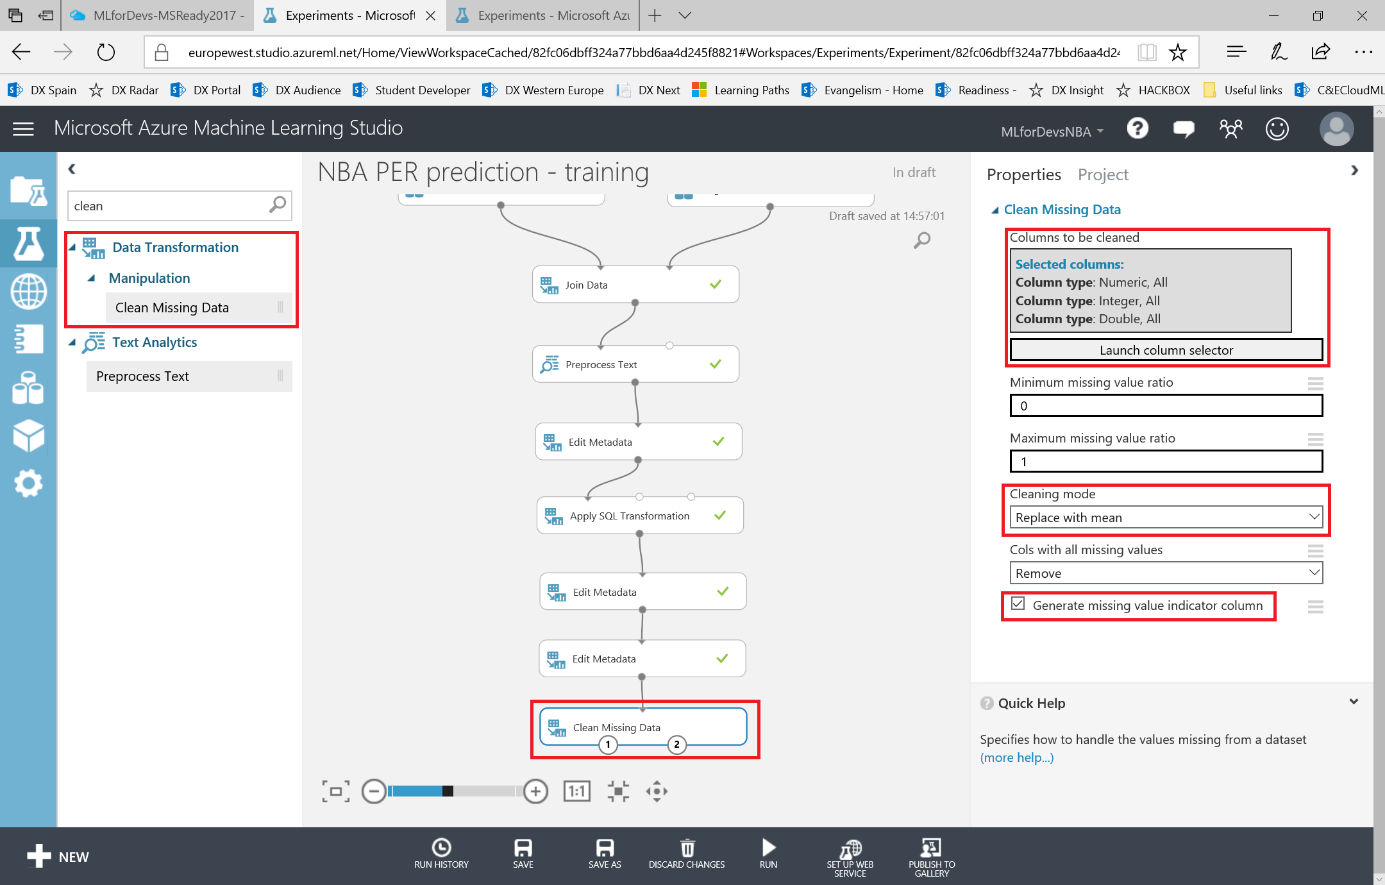 MLforDevs-MSReady2017 -
Experiments - Microsoft
Experiments - Microsoft Azu
europewest.studio.azureml.net/Home/ViewWorkspaceCached/82fc06dbff324a77bbd6aa4d245f8821#Workspaces/Experiments/Experiment/82fc06dbff324a77bbd6aa4d24
DX Spain
DX Radar
DX Portal
DX Audience
Student Developer
DX Western Europe
DX Next
Learning Paths
Evangelism - Home
Readiness -
DX Insight
HACKBOX
Useful links
C&ECloudML
Microsoft Azure Machine Learning Studio
MLforDevsNBA
clean
Data Transformation
Manipulation
Clean Missing Data
Text Analytics
Preprocess Text
NBA PER prediction - training
In draft
Draft saved at 14:57:01
Join Data
Preprocess Text
Edit Metadata
Apply SQL Transformation
Edit Metadata
Edit Metadata
Clean Missing Data
1
2
1:1
Properties
Project
Clean Missing Data
Columns to be cleaned
Selected columns:
Column type: Numeric, All
Column type: Integer, All
Column type: Double, All
Launch column selector
Minimum missing value ratio
0
Maximum missing value ratio
1
Cleaning mode
Replace with mean
Cols with all missing values
Remove
Generate missing value indicator column
Quick Help
Specifies how to handle the values missing from a dataset
(more help...)
NEW
RUN HISTORY
SAVE
SAVE AS
DISCARD CHANGES
RUN
SET UP WEB
SERVICE
PUBLISH TO
GALLERY